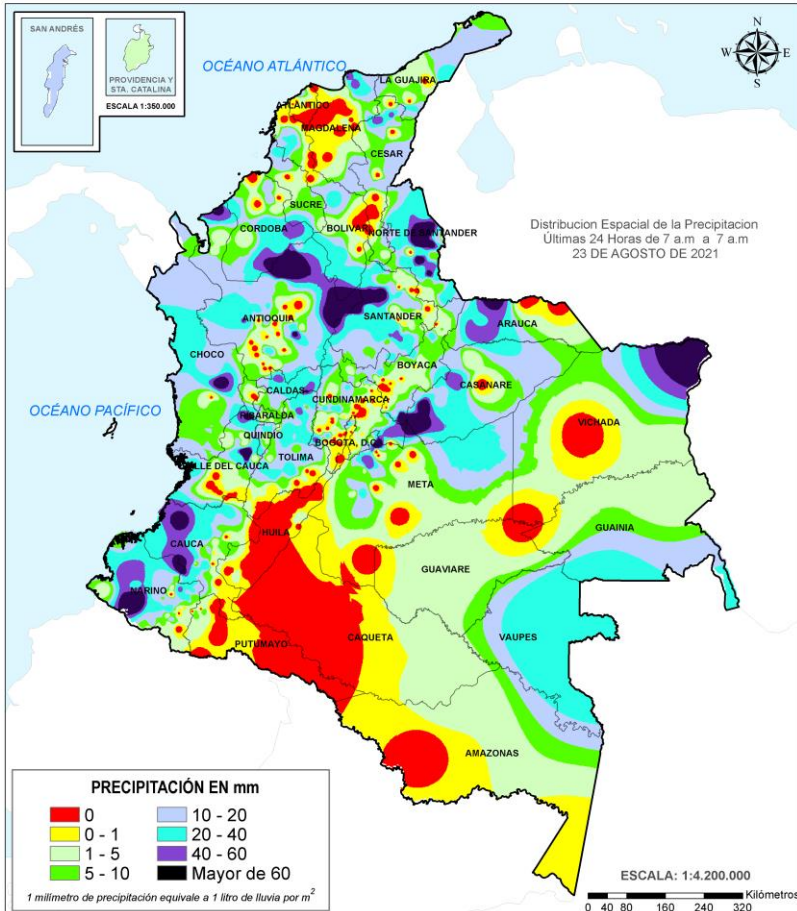 SAN ANDRÉS
PROVIDENCIA Y
STA. CATALINA
ESCALA 1:350.000
OCÉANO ATLÁNTICO
N
W
E
S
LA GUAJIRA
ATLÁNTICO
MAGDALENA
CESAR
SUCRE
CORDOBA
BOLIVAR
NORTE DE SANTANDER
Distribucion Espacial de la Precipitacion
Últimas 24 Horas de 7 a.m a 7 a.m
23 DE AGOSTO DE 2021
ANTIOQUIA
SANTANDER
ARAUCA
CHOCO
BOYACA
CASANARE
CALDAS
CUNDINAMARCA
OCÉANO PACÍFICO
RISARALDA
VICHADA
QUINDÍO
BOGOTA, D.C.
TOLIMA
VALLE DEL CAUCA
META
GUAINIA
HUILA
CAUCA
GUAVIARE
NARIÑO
CAQUETA
VAUPES
PUTUMAYO
AMAZONAS
PRECIPITACIÓN EN mm
0
10 - 20
0 - 1
20 - 40
1 - 5
40 - 60
5 - 10
Mayor de 60
1 milímetro de precipitación equivale a 1 litro de lluvia por m²
ESCALA: 1:4.200.000
Kilómetros
0 40 80 160 240 320